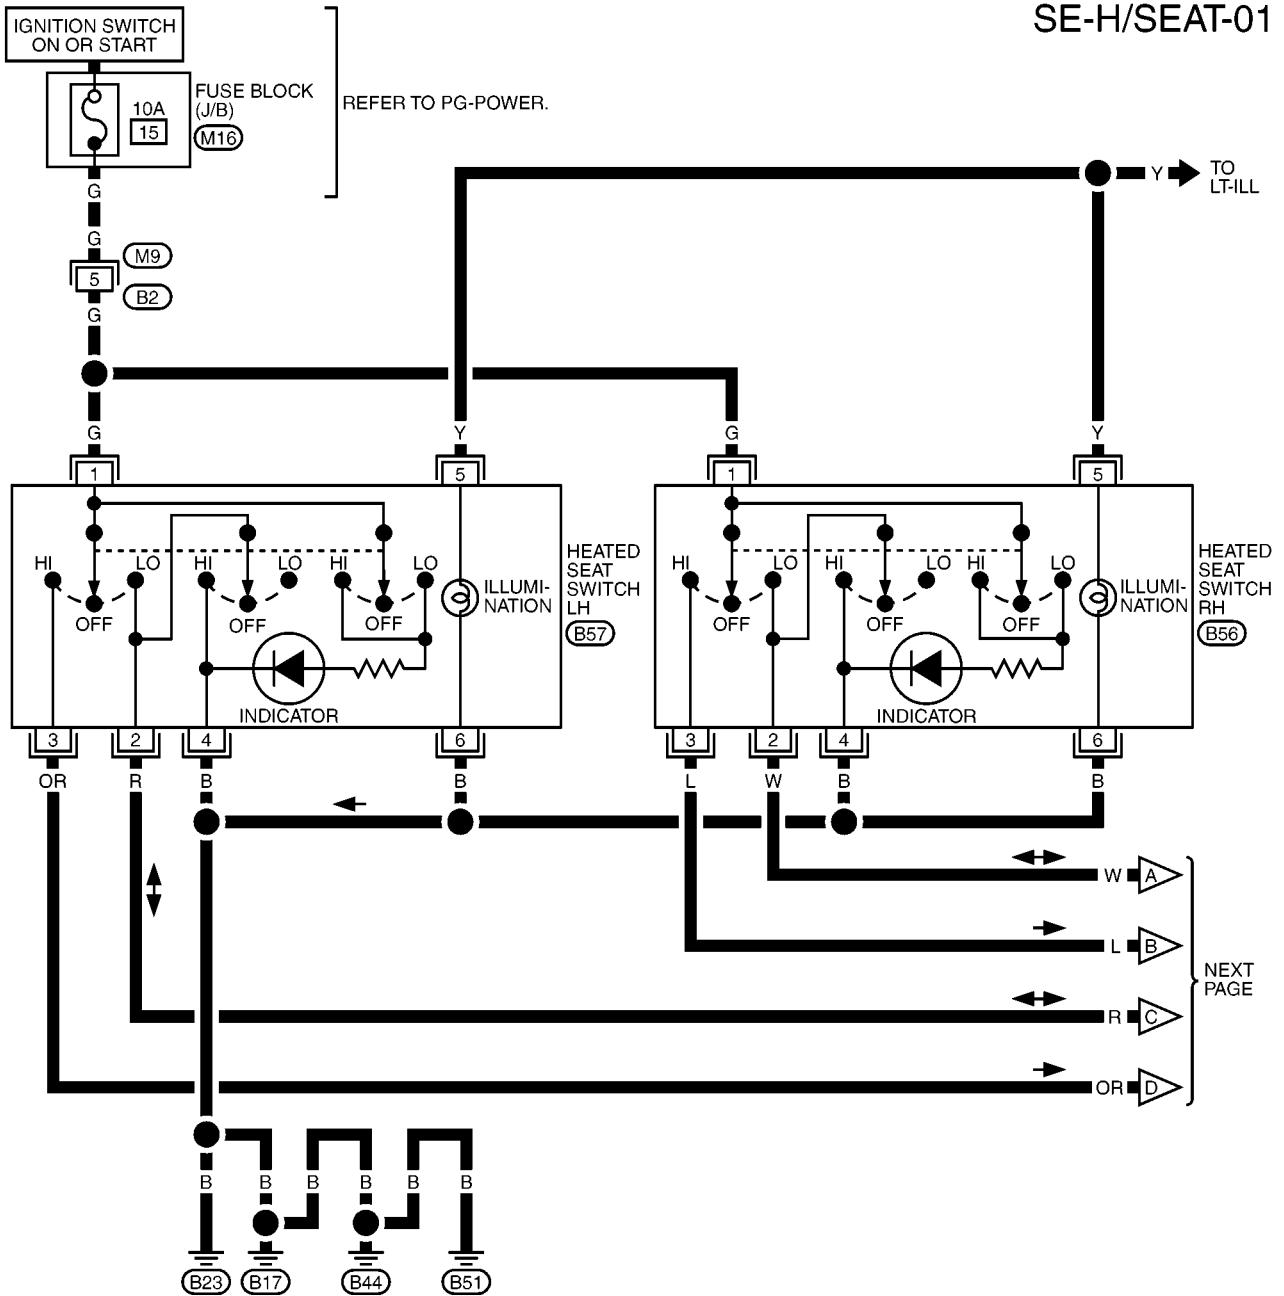 SE-H/SEAT-01
IGNITION SWITCH
ON OR START
FUSE BLOCK
(J/B)
10A
15
M16
REFER TO PG-POWER.
G
Y
TO
LT-ILL
G
M9
5
B2
G
G
Y
G
Y
1
5
1
5
HI
LO
HI
LO
HI
LO
OFF
OFF
OFF
ILLUMI-
NATION
INDICATOR
HEATED
SEAT
SWITCH
LH
B57
HI
LO
HI
LO
HI
LO
OFF
OFF
OFF
ILLUMI-
NATION
INDICATOR
HEATED
SEAT
SWITCH
RH
B56
3
2
4
6
3
2
4
6
OR
R
B
B
L
W
B
B
W
A
L
B
R
C
OR
D
NEXT
PAGE
B
B
B
B
B
B
B23
B17
B44
B51